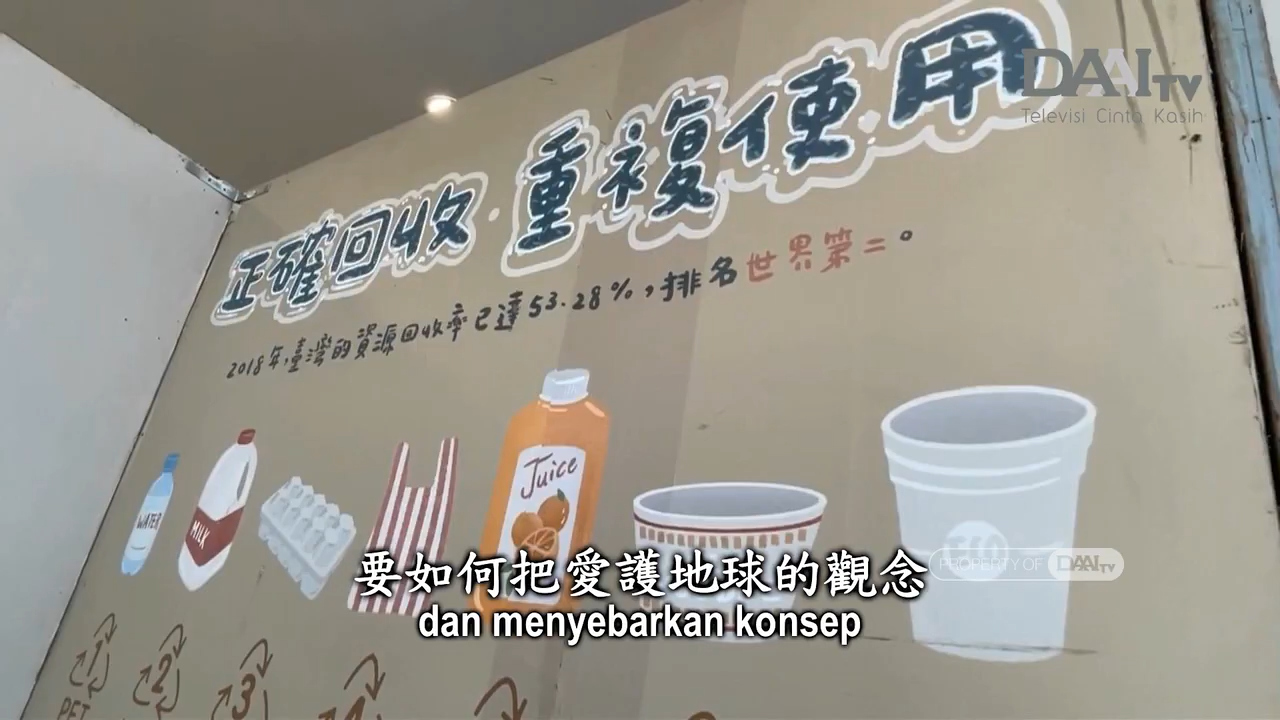 DAAI TV
Televisi Cinta Kasih
正確回收·重複使用
2018年,臺灣的資源回收率已達53.28%,排名世界第二。
WATER
MILK
Juice
要如何把愛護地球的觀念
dan menyebarkan konsep
PROPERTY OF DAAI TV
1 2 3
PET